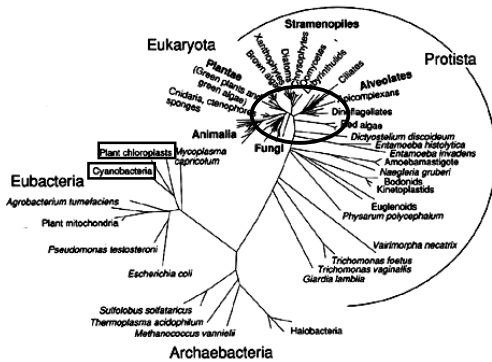 Stramenopiles
Eukaryota
Protista
Xanthophytes
Brown algae
Diatoms
Chrysophytes
Oomycetes
Labyrinthulids
Ciliates
Plantae
(Green plants and
green algae)
Alveolates
Apicomplexans
Cnidaria, ctenophores
sponges
Dinoflagellates
Red algae
Animalia
Fungi
Dictyostelium discoideum
Entamoeba histolytica
Entamoeba invadens
Amoebamastigote
Naegleria gruberi
Bodonids
Kinetoplastids
Euglenoids
Physarum polycephalum
Vairimorpha necatrix
Trichomonas foetus
Trichomonas vaginalis
Giardia lamblia
Plant chloroplasts
Mycoplasma
capricolum
Cyanobacteria
Eubacteria
Agrobacterium tumefaciens
Plant mitochondria
Pseudomonas testosteroni
Escherichia coli
Sulfolobus solfataricus
Thermoplasma acidophilum
Methanococcus vannielii
Halobacteria
Archaebacteria